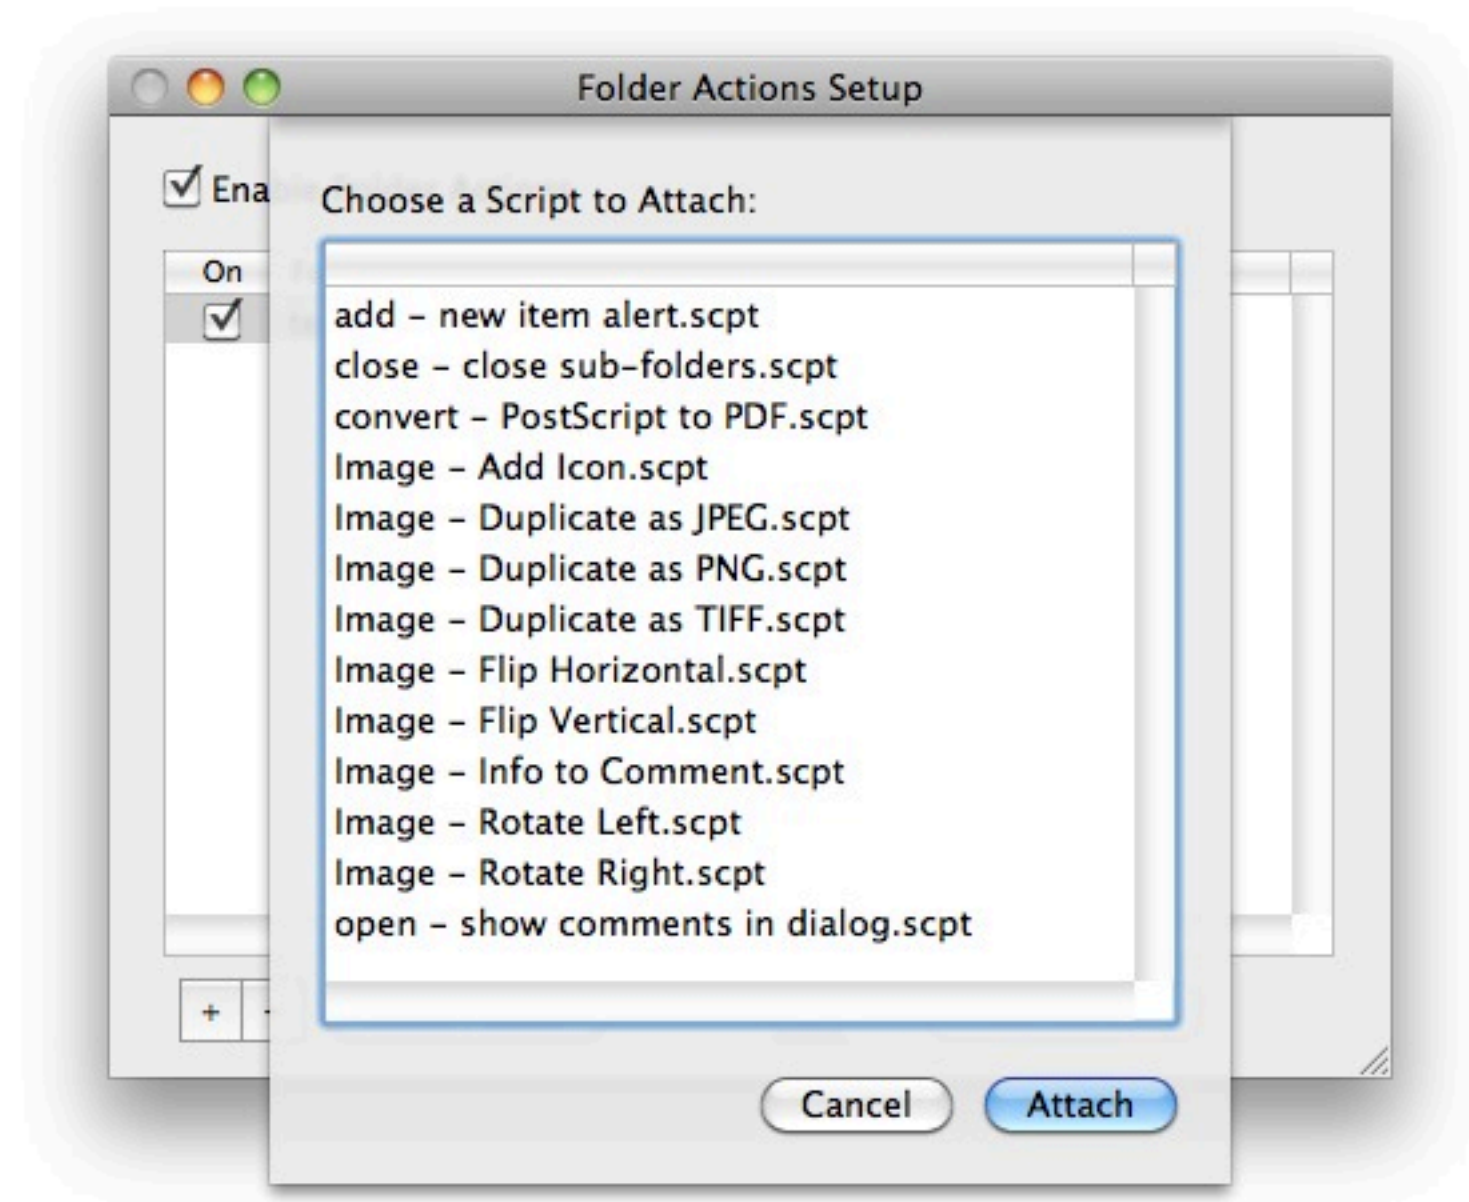 Folder Actions Setup
Ena
Choose a Script to Attach:
On
add – new item alert.scpt
close – close sub-folders.scpt
convert – PostScript to PDF.scpt
Image – Add Icon.scpt
Image – Duplicate as JPEG.scpt
Image – Duplicate as PNG.scpt
Image – Duplicate as TIFF.scpt
Image – Flip Horizontal.scpt
Image – Flip Vertical.scpt
Image – Info to Comment.scpt
Image – Rotate Left.scpt
Image – Rotate Right.scpt
open – show comments in dialog.scpt
+
Cancel Attach